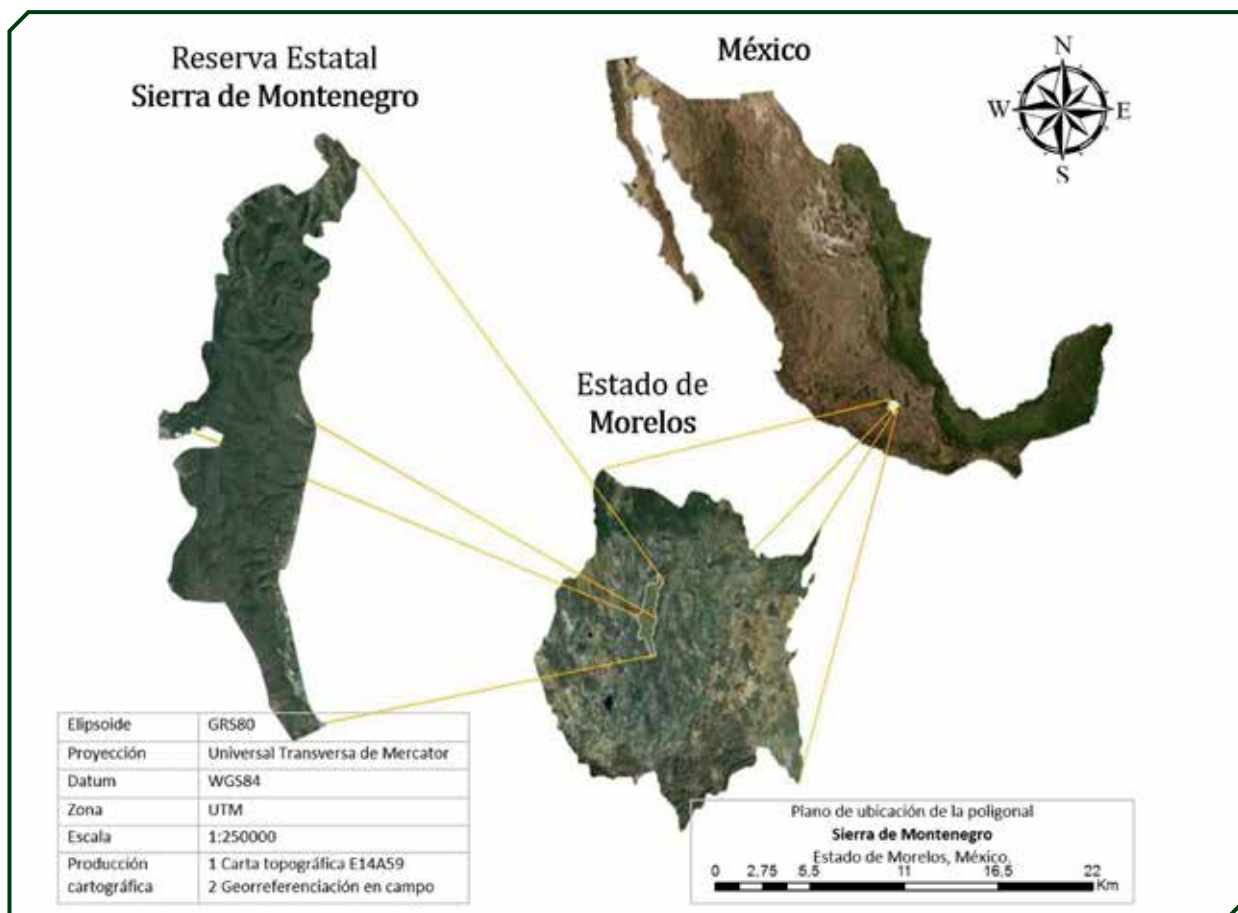 Reserva Estatal
Sierra de Montenegro
México
N
W E
S
Estado de
Morelos
Elipsoide GRS80
Proyección Universal Transversa de Mercator
Datum WGS84
Zona UTM
Escala 1:250000
Producción 1 Carta topográfica E14A59
cartográfica 2 Georreferenciación en campo
Plano de ubicación de la poligonal
Sierra de Montenegro
Estado de Morelos, México,
0 2,75 5,5 11 16,5 22
Km